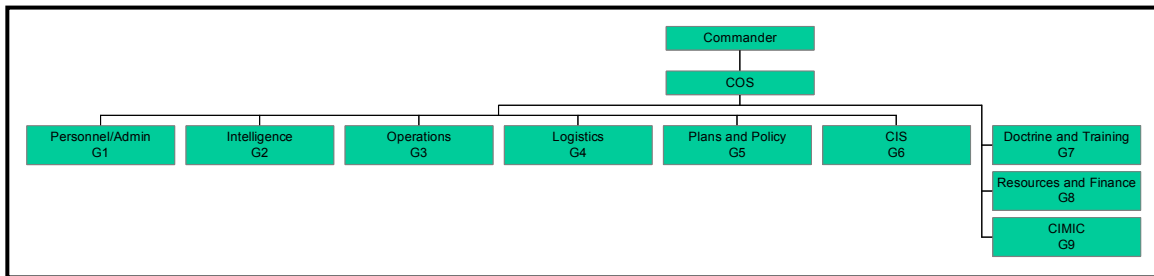 Commander
COS
Personnel/Admin
G1
Intelligence
G2
Operations
G3
Logistics
G4
Plans and Policy
G5
CIS
G6
Doctrine and Training
G7
Resources and Finance
G8
CIMIC
G9